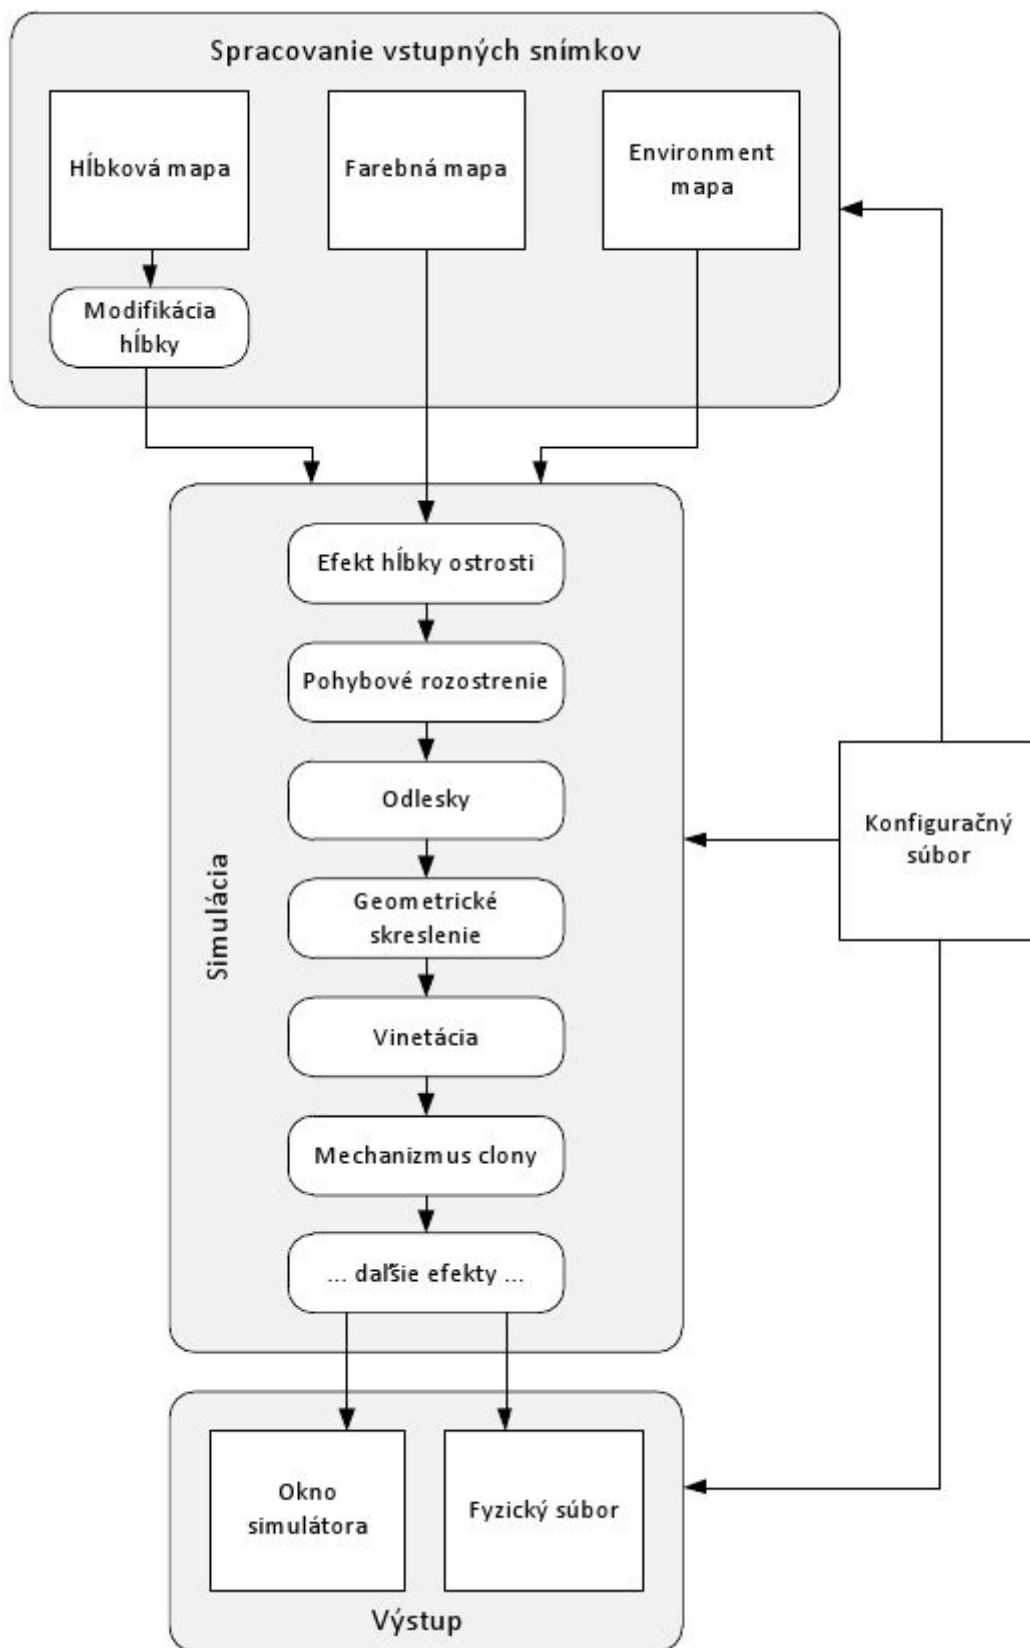 Spracovanie vstupných snímkov
Hĺbková mapa
Farebná mapa
Environment
mapa
Modifikácia
hĺbky
Simulácia
Efekt hĺbky ostrosti
Pohybové rozostrenie
Odlesky
Geometrické
skreslenie
Vinetácia
Mechanizmus clony
... ďaľšie efekty ...
Konfiguračný
súbor
Okno
simulátora
Fyzický súbor
Výstup